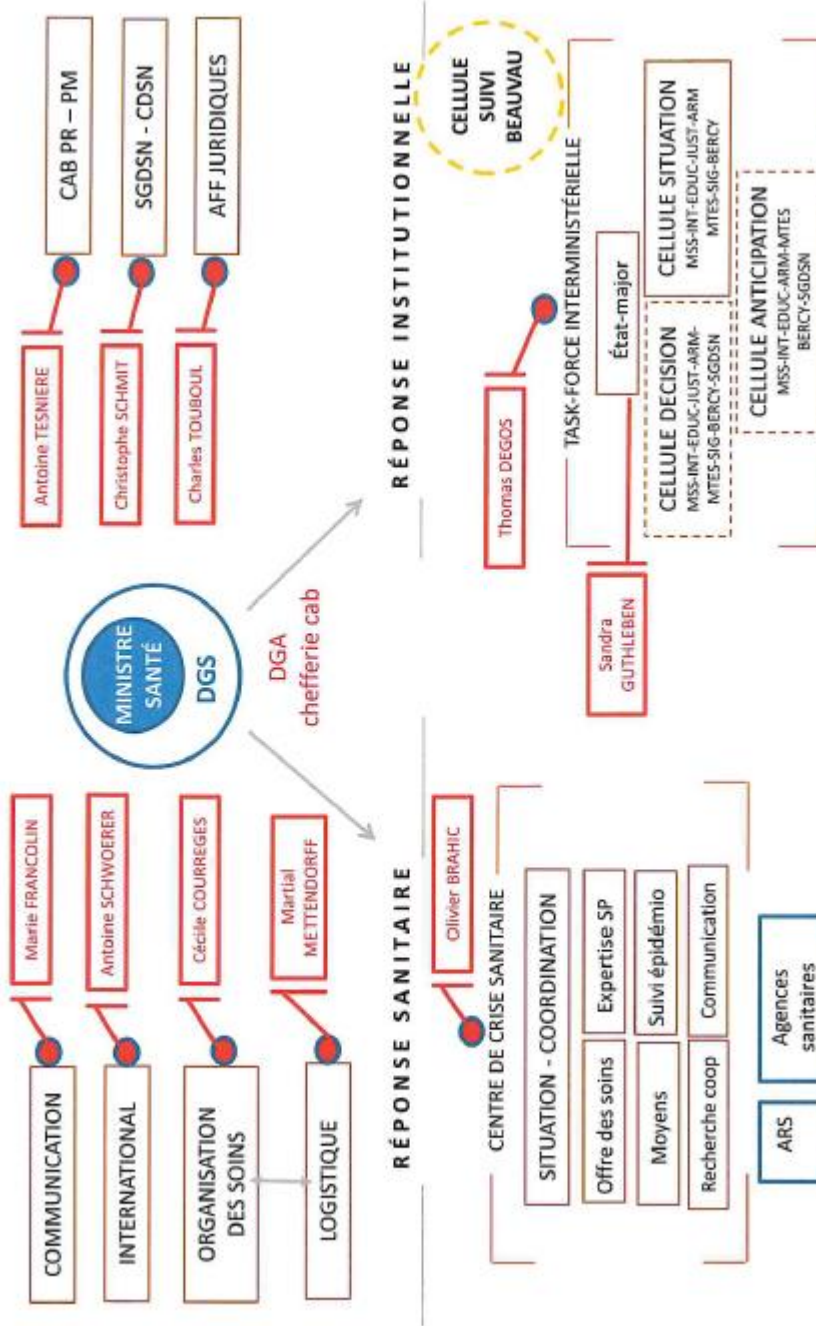 COMMUNICATION
Marie FRANCOLIN
INTERNATIONAL
Antoine SCHWOERER
ORGANISATION
DES SOINS
Cécile COURREGES
LOGISTIQUE
Martial
METTENDORFF
MINISTRE
SANTÉ
DGS
DGA
chefferie cab
Antoine TESNIERE
CAB PR – PM
Christophe SCHMIT
SGDSN - CDSN
Charles TOUBOUL
AFF JURIDIQUES
RÉPONSE SANITAIRE
Olivier BRAHIC
CENTRE DE CRISE SANITAIRE
SITUATION - COORDINATION
Offre des soins
Expertise SP
Moyens
Suivi épidémio
Recherche coop
Communication
ARS
Agences
sanitaires
RÉPONSE INSTITUTIONNELLE
CELLULE
SUIVI
BEAUVAU
Thomas DEGOS
TASK-FORCE INTERMINISTÉRIELLE
Sandra
GUTHLEBEN
État-major
CELLULE DECISION
MSS-INT-EDUC-JUST-ARM-
MTES-SIG-BERCY-SGDSN
CELLULE SITUATION
MSS-INT-EDUC-JUST-ARM
MTES-SIG-BERCY
CELLULE ANTICIPATION
MSS-INT-EDUC-ARM-MTES
BERCY-SGDSN